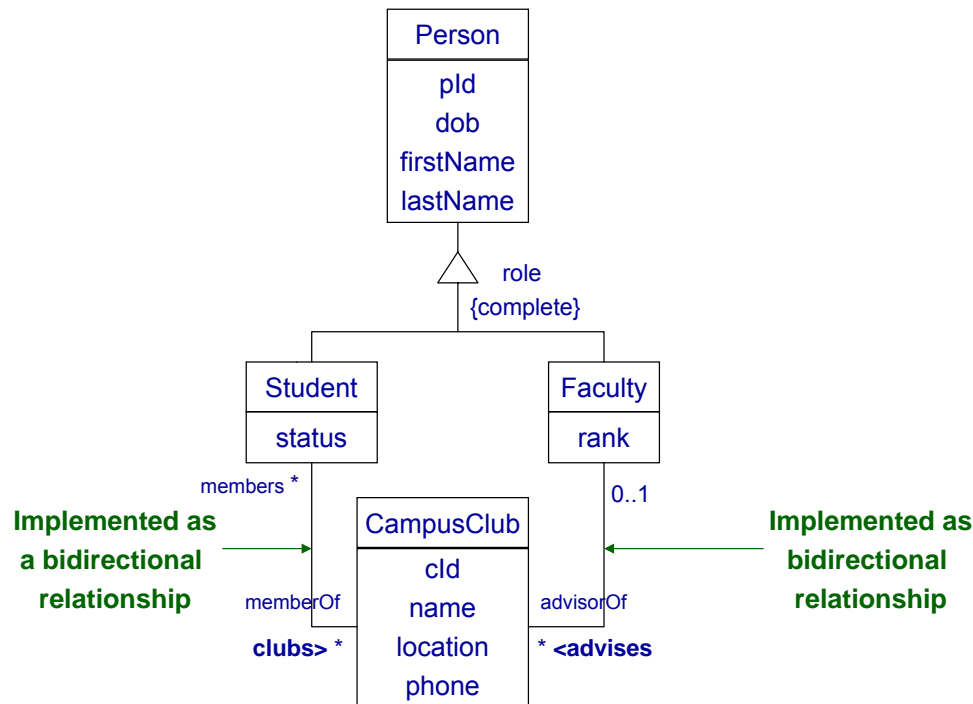 Person
pId
dob
firstName
lastName
role
{complete}
Student
status
Faculty
rank
members *
0..1
Implemented as
a bidirectional
relationship
CampusClub
cId
name
location
phone
Implemented as
bidirectional
relationship
memberOf
clubs> *
advisorOf
* <advises